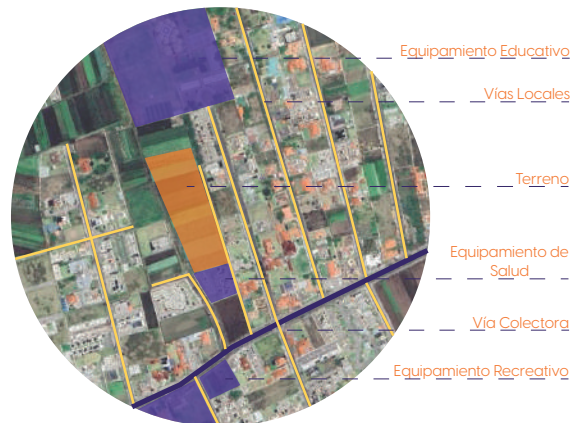 Equipamiento Educativo
Vías Locales
Terreno
Equipamiento de
Salud
Vía Colectora
Equipamiento Recreativo